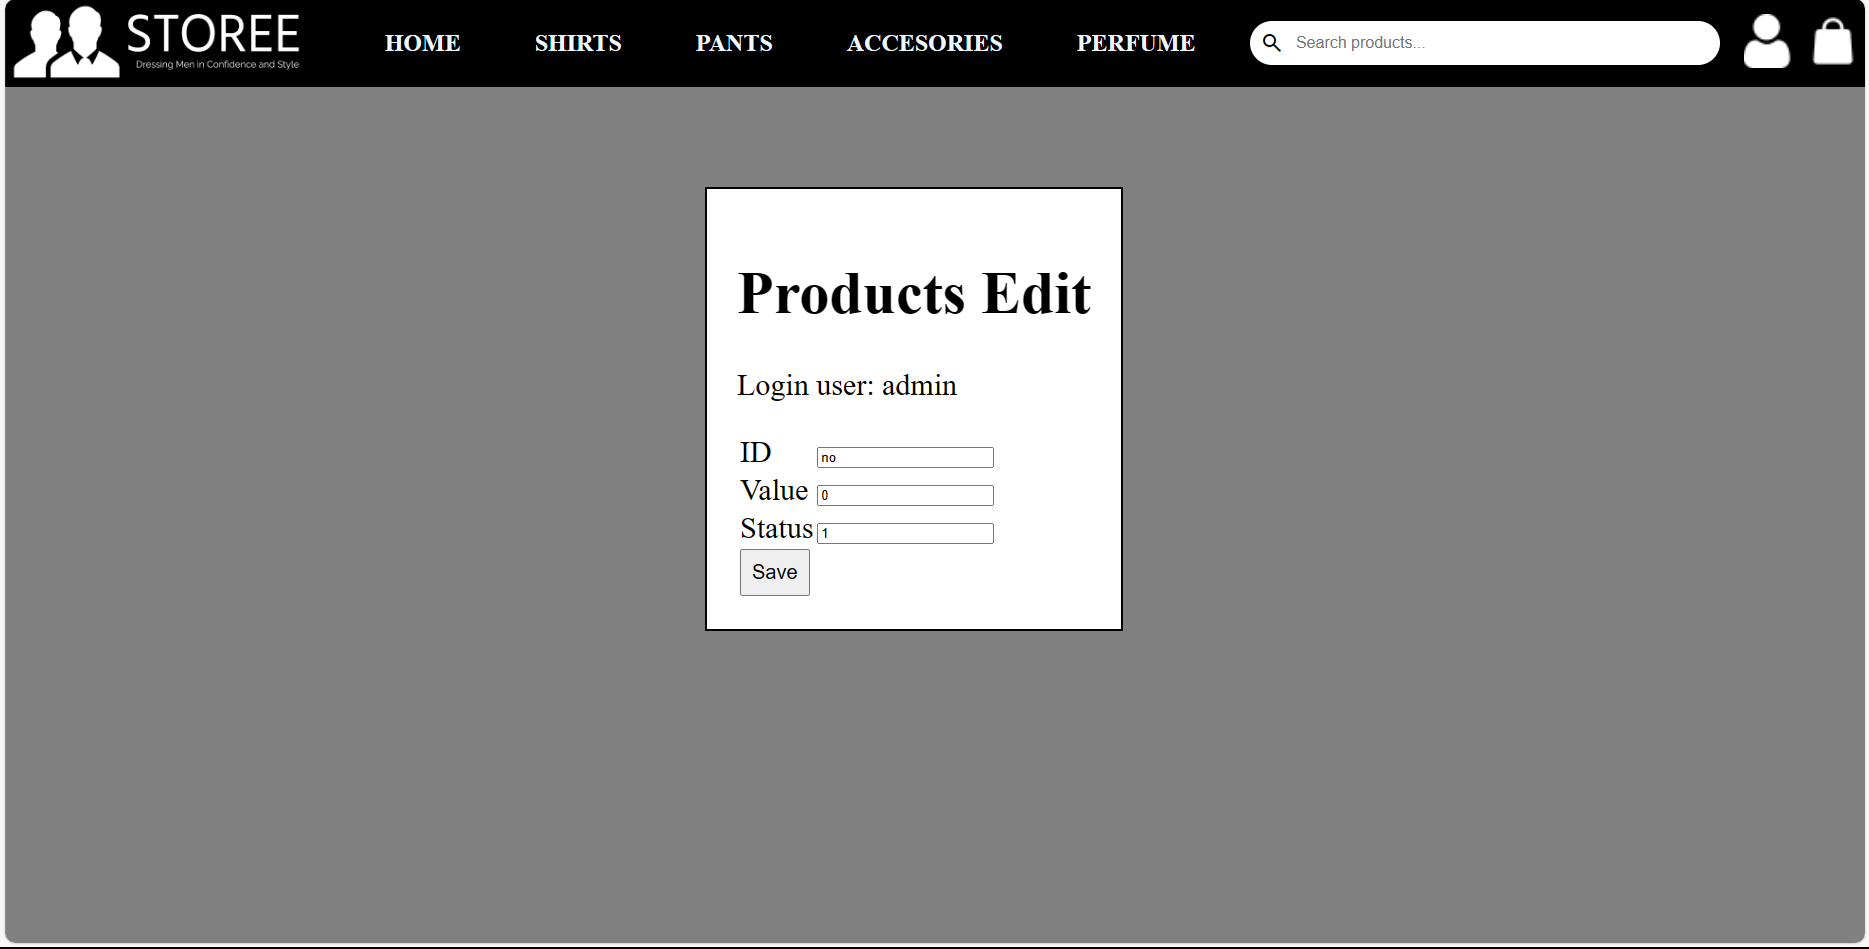 STOREE
Dressing Men in Confidence and Style
HOME SHIRTS PANTS ACCESORIES PERFUME
Search products...
Products Edit
Login user: admin
ID no
Value 0
Status 1
Save